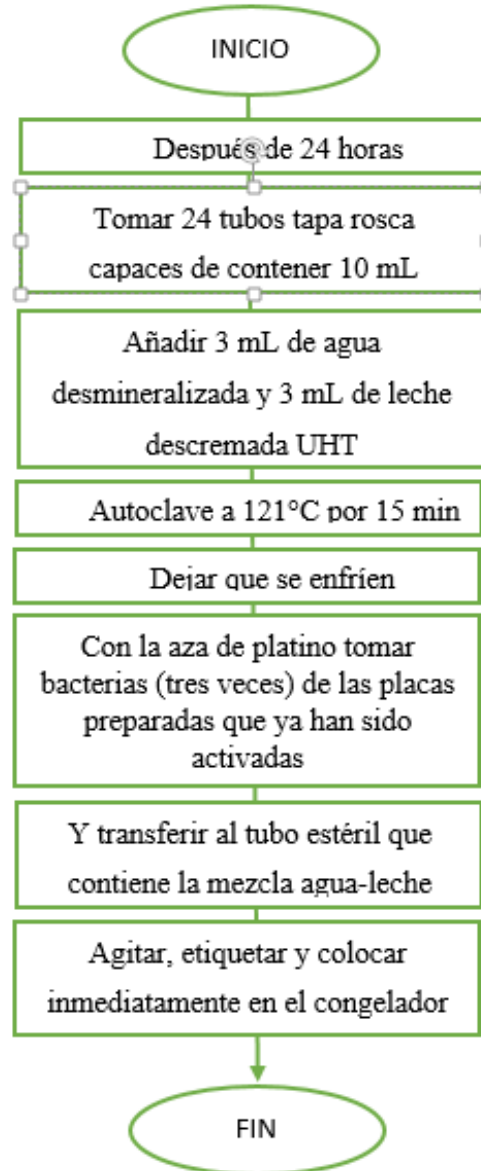 INICIO
Después de 24 horas
Tomar 24 tubos tapa rosca
capaces de contener 10 mL
Añadir 3 mL de agua
desmineralizada y 3 mL de leche
descremada UHT
Autoclave a 121°C por 15 min
Dejar que se enfríen
Con la aza de platino tomar
bacterias (tres veces) de las placas
preparadas que ya han sido
activadas
Y transferir al tubo estéril que
contiene la mezcla agua-leche
Agitar, etiquetar y colocar
inmediatamente en el congelador
FIN